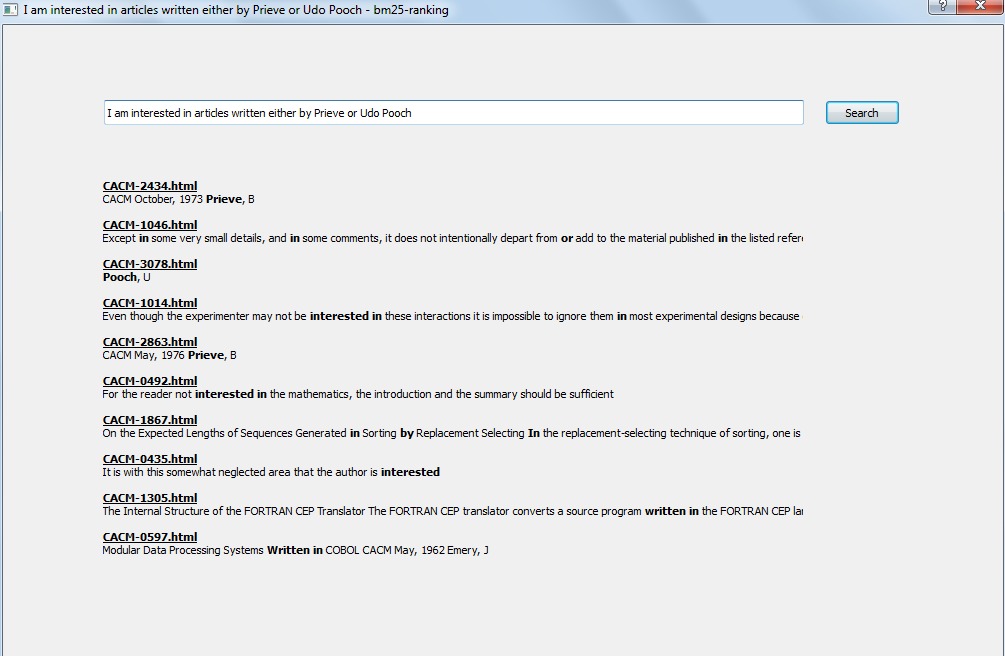 I am interested in articles written either by Prieve or Udo Pooch - bm25-ranking
?
I am interested in articles written either by Prieve or Udo Pooch
Search
CACM-2434.html
CACM October, 1973 Prieve, B
CACM-1046.html
Except in some very small details, and in some comments, it does not intentionally depart from or add to the material published in the listed refer
CACM-3078.html
Pooch, U
CACM-1014.html
Even though the experimenter may not be interested in these interactions it is impossible to ignore them in most experimental designs because
CACM-2863.html
CACM May, 1976 Prieve, B
CACM-0492.html
For the reader not interested in the mathematics, the introduction and the summary should be sufficient
CACM-1867.html
On the Expected Lengths of Sequences Generated in Sorting by Replacement Selecting In the replacement-selecting technique of sorting, one is
CACM-0435.html
It is with this somewhat neglected area that the author is interested
CACM-1305.html
The Internal Structure of the FORTRAN CEP Translator The FORTRAN CEP translator converts a source program written in the FORTRAN CEP
CACM-0597.html
Modular Data Processing Systems Written in COBOL CACM May, 1962 Emery, J